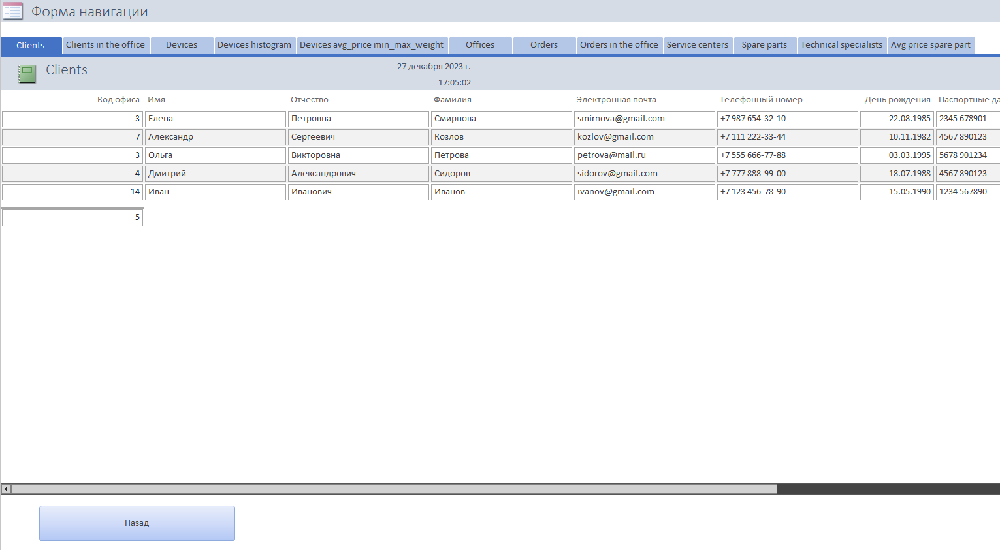 Форма навигации
Clients Clients in the office Devices Devices histogram Devices avg_price min_max_weight Offices Orders Orders in the office Service centers Spare parts Technical specialists Avg price spare part
Clients 27 декабря 2023 г.
17:05:02
Код офиса Имя Отчество Фамилия Электронная почта Телефонный номер День рождения Паспортные да
3 Елена Петровна Смирнова smirnova@gmail.com +7 987 654-32-10 22.08.1985 2345 678901
7 Александр Сергеевич Козлов kozlov@gmail.com +7 111 222-33-44 10.11.1982 4567 890123
3 Ольга Викторовна Петрова petrova@mail.ru +7 555 666-77-88 03.03.1995 5678 901234
4 Дмитрий Александрович Сидоров sidorov@gmail.com +7 777 888-99-00 18.07.1988 4567 890123
14 Иван Иванович Иванов ivanov@gmail.com +7 123 456-78-90 15.05.1990 1234 567890
5
Назад